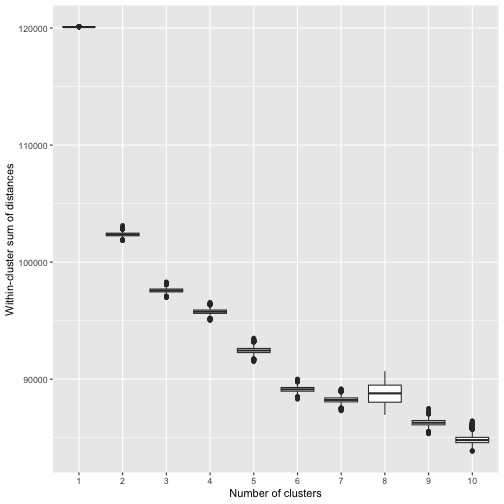 120000
110000
100000
90000
Within-cluster sum of distances
1 2 3 4 5 6 7 8 9 10
Number of clusters